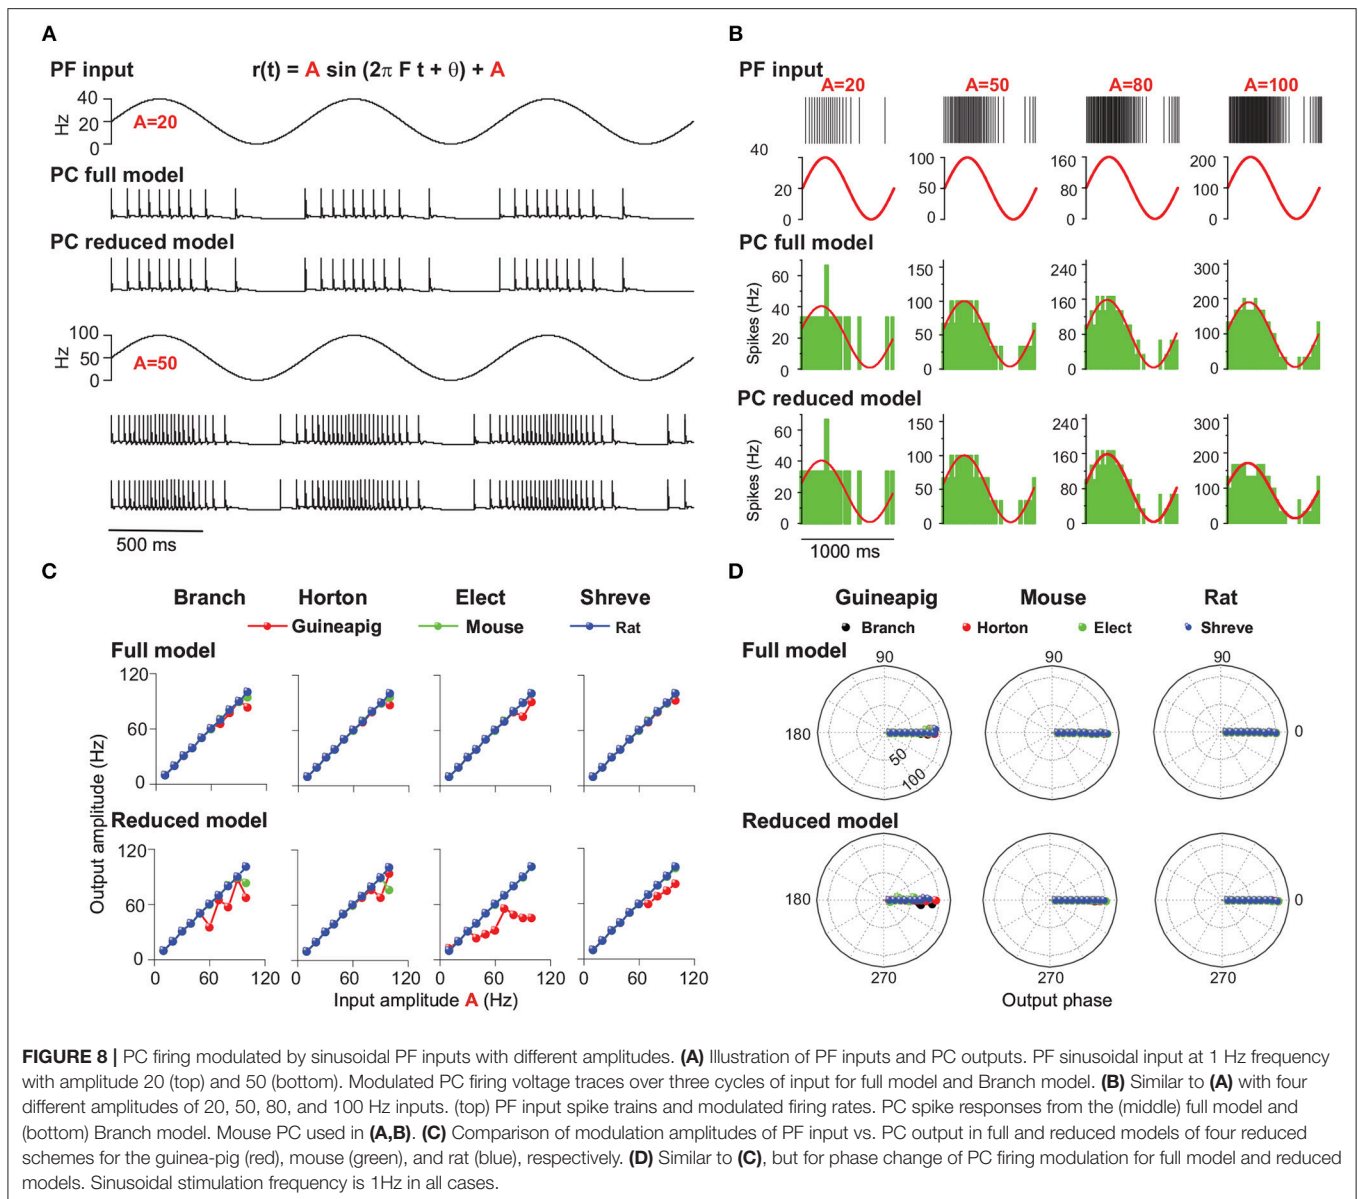 A
PF input
r(t) = A sin (2π F t + θ) + A
40
20
0
Hz
A=20
PC full model
PC reduced model
100
50
0
Hz
A=50
500 ms
B
PF input
A=20 A=50 A=80 A=100
40 100 160 200
20 50 80 100
0 0 0 0
PC full model
Spikes (Hz)
60 150 240 300
40 100 160 200
20 50 80 100
0 0 0 0
PC reduced model
Spikes (Hz)
60 150 240 300
40 100 160 200
20 50 80 100
0 0 0 0
1000 ms
C
Branch Horton Elect Shreve
Guineapig Mouse Rat
Full model
120
60
0
Reduced model
120
60
0
Output amplitude (Hz)
0 60 120 0 60 120 0 60 120 0 60 120
Input amplitude A (Hz)
D
Guineapig Mouse Rat
Branch Horton Elect Shreve
Full model
90 90 90
180 0
50
100
Reduced model
180 0
270 270 270
Output phase
FIGURE 8 | PC firing modulated by sinusoidal PF inputs with different amplitudes. (A) Illustration of PF inputs and PC outputs. PF sinusoidal input at 1 Hz frequency
with amplitude 20 (top) and 50 (bottom). Modulated PC firing voltage traces over three cycles of input for full model and Branch model. (B) Similar to (A) with four
different amplitudes of 20, 50, 80, and 100 Hz inputs. (top) PF input spike trains and modulated firing rates. PC spike responses from the (middle) full model and
(bottom) Branch model. Mouse PC used in (A,B). (C) Comparison of modulation amplitudes of PF input vs. PC output in full and reduced models of four reduced
schemes for the guinea-pig (red), mouse (green), and rat (blue), respectively. (D) Similar to (C), but for phase change of PC firing modulation for full model and reduced
models. Sinusoidal stimulation frequency is 1Hz in all cases.